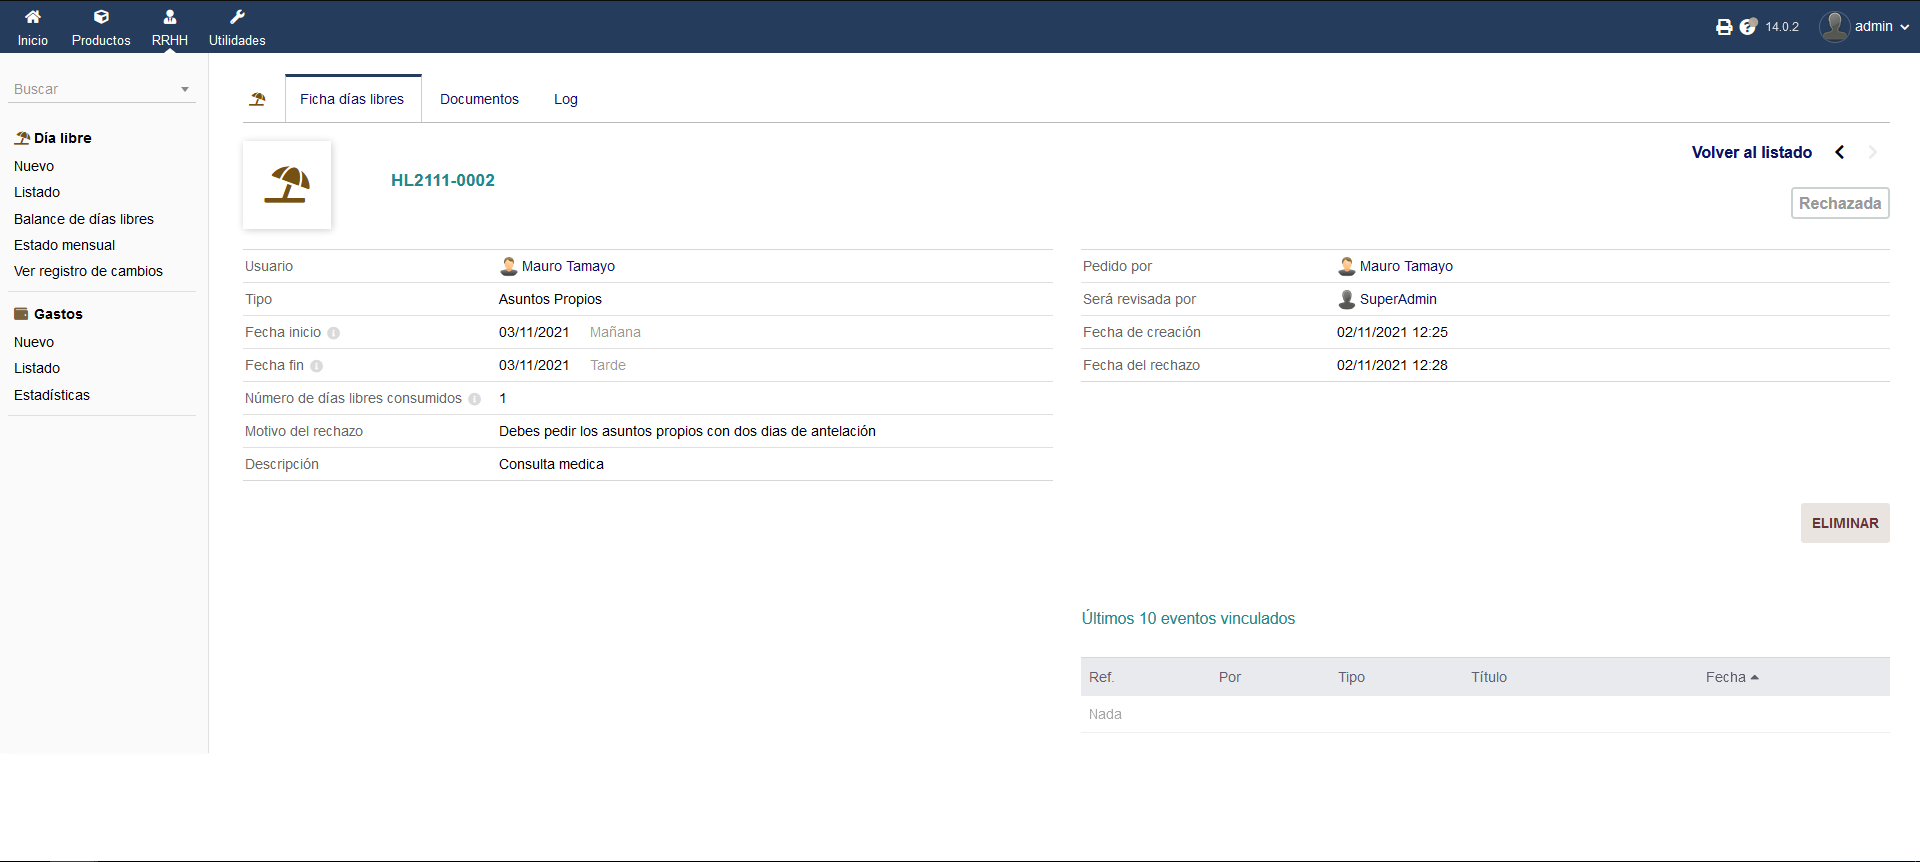 Inicio
Productos
RRHH
Utilidades
14.0.2
admin
Buscar
Día libre
Nuevo
Listado
Balance de días libres
Estado mensual
Ver registro de cambios
Gastos
Nuevo
Listado
Estadísticas
Ficha días libres
Documentos
Log
HL2111-0002
Volver al listado
Rechazada
Usuario Mauro Tamayo
Tipo Asuntos Propios
Fecha inicio 03/11/2021 Mañana
Fecha fin 03/11/2021 Tarde
Número de días libres consumidos 1
Motivo del rechazo Debes pedir los asuntos propios con dos dias de antelación
Descripción Consulta medica
Pedido por Mauro Tamayo
Será revisada por SuperAdmin
Fecha de creación 02/11/2021 12:25
Fecha del rechazo 02/11/2021 12:28
ELIMINAR
Últimos 10 eventos vinculados
Ref. Por Tipo Título Fecha
Nada